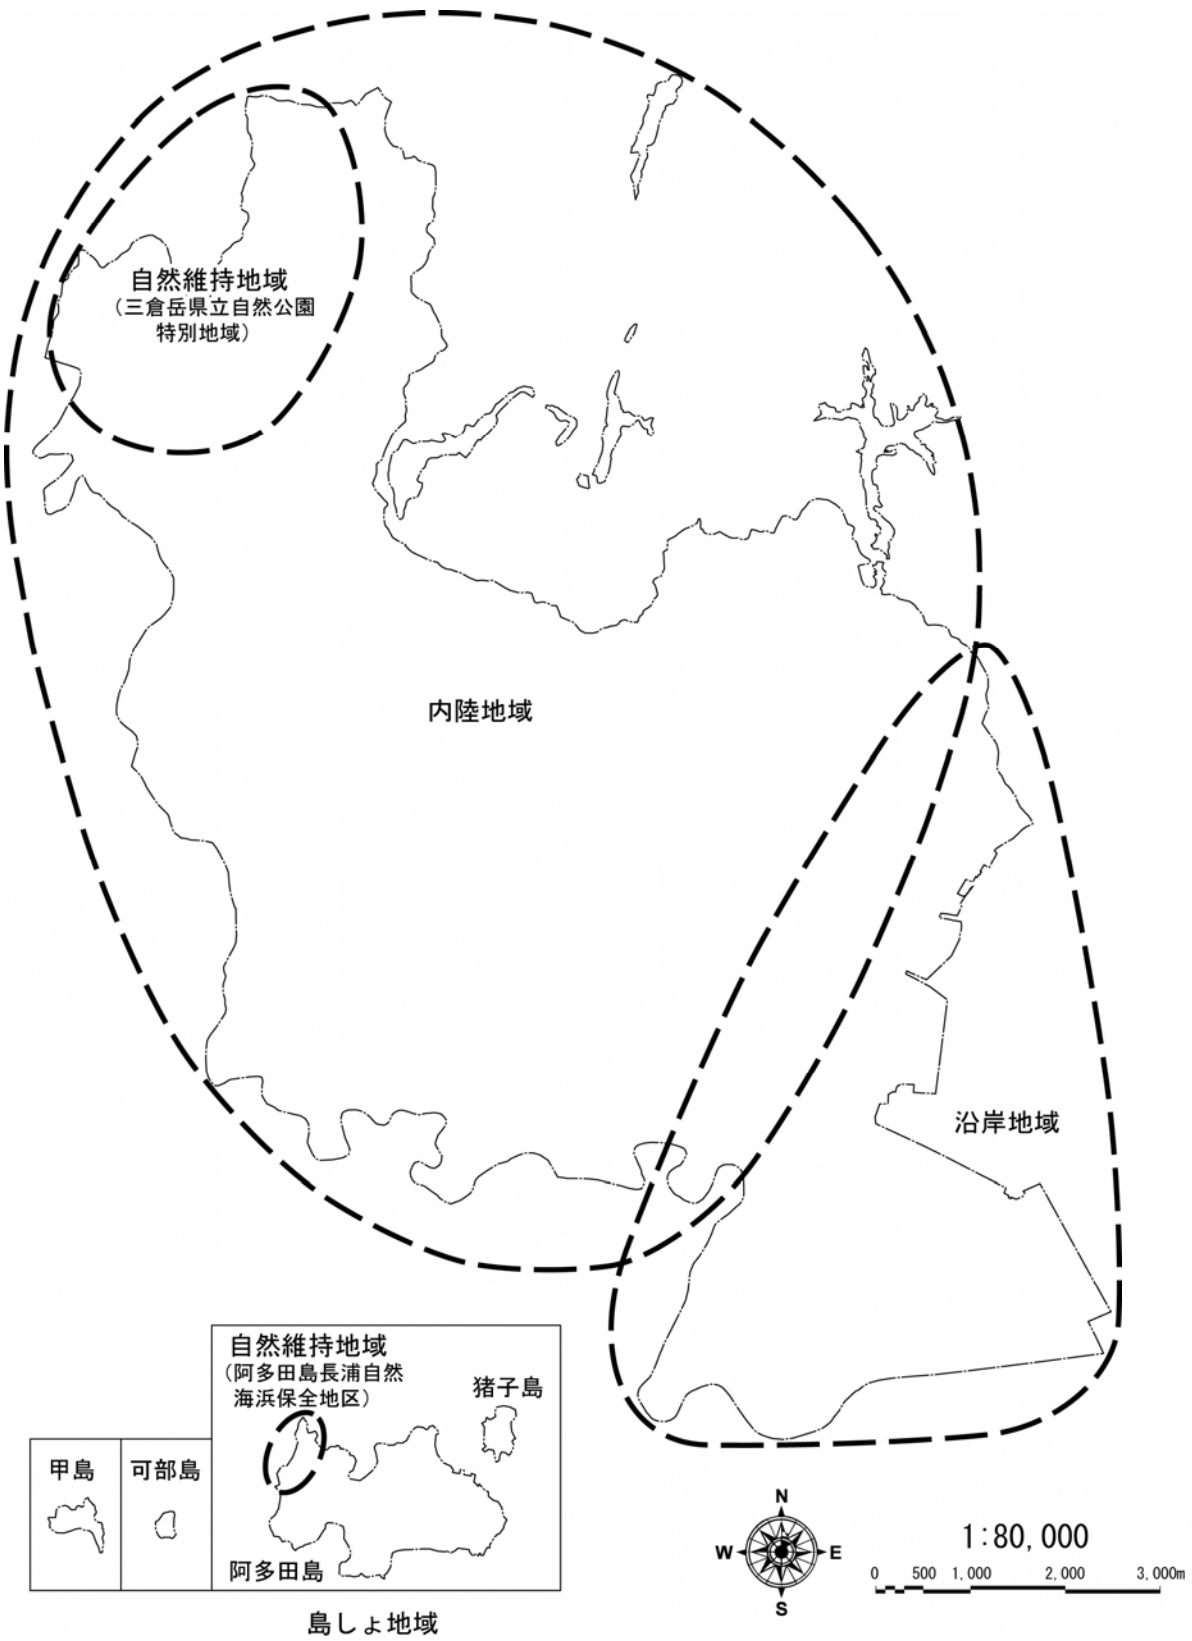 自然維持地域
(三倉岳県立自然公園
特別地域)
内陸地域
沿岸地域
自然維持地域
(阿多田島長浦自然
海浜保全地区)
猪子島
甲島
可部島
阿多田島
島しょ地域
N
W
E
S
1:80,000
0 500 1,000 2,000 3,000m